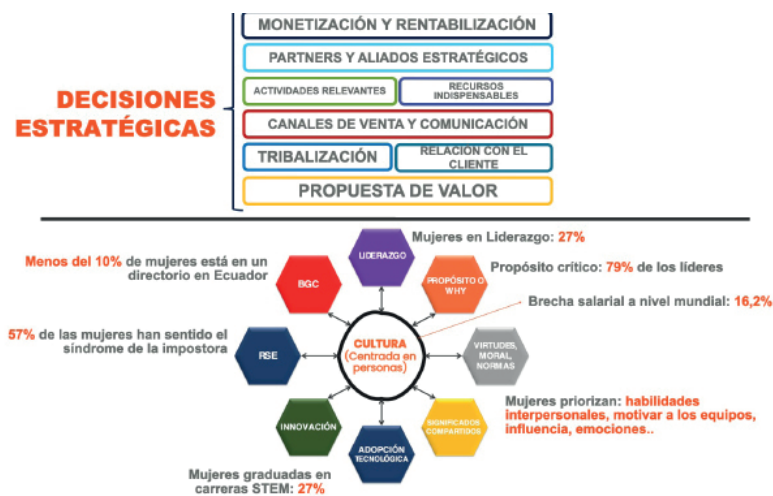 MONETIZACIÓN Y RENTABILIZACIÓN
PARTNERS Y ALIADOS ESTRATÉGICOS
DECISIONES
ESTRATÉGICAS
ACTIVIDADES RELEVANTES
RECURSOS
INDISPENSABLES
CANALES DE VENTA Y COMUNICACIÓN
TRIBALIZACIÓN
RELACION CON EL
CLIENTE
PROPUESTA DE VALOR
Mujeres en Liderazgo: 27%
LIDERAZGO
Menos del 10% de mujeres está en un
directorio en Ecuador
BGC
PROPÓSITO O
WHY
Propósito crítico: 79% de los líderes
Brecha salarial a nivel mundial: 16,2%
57% de las mujeres han sentido el
síndrome de la impostora
RSE
CULTURA
(Centrada en
personas)
VIRTUDES,
MORAL,
NORMAS
Mujeres priorizan: habilidades
interpersonales, motivar a los equipos,
influencia, emociones..
INNOVACIÓN
SIGNIFICADOS
COMPARTIDOS
ADOPCIÓN
TECNOLÓGICA
Mujeres graduadas en
carreras STEM: 27%